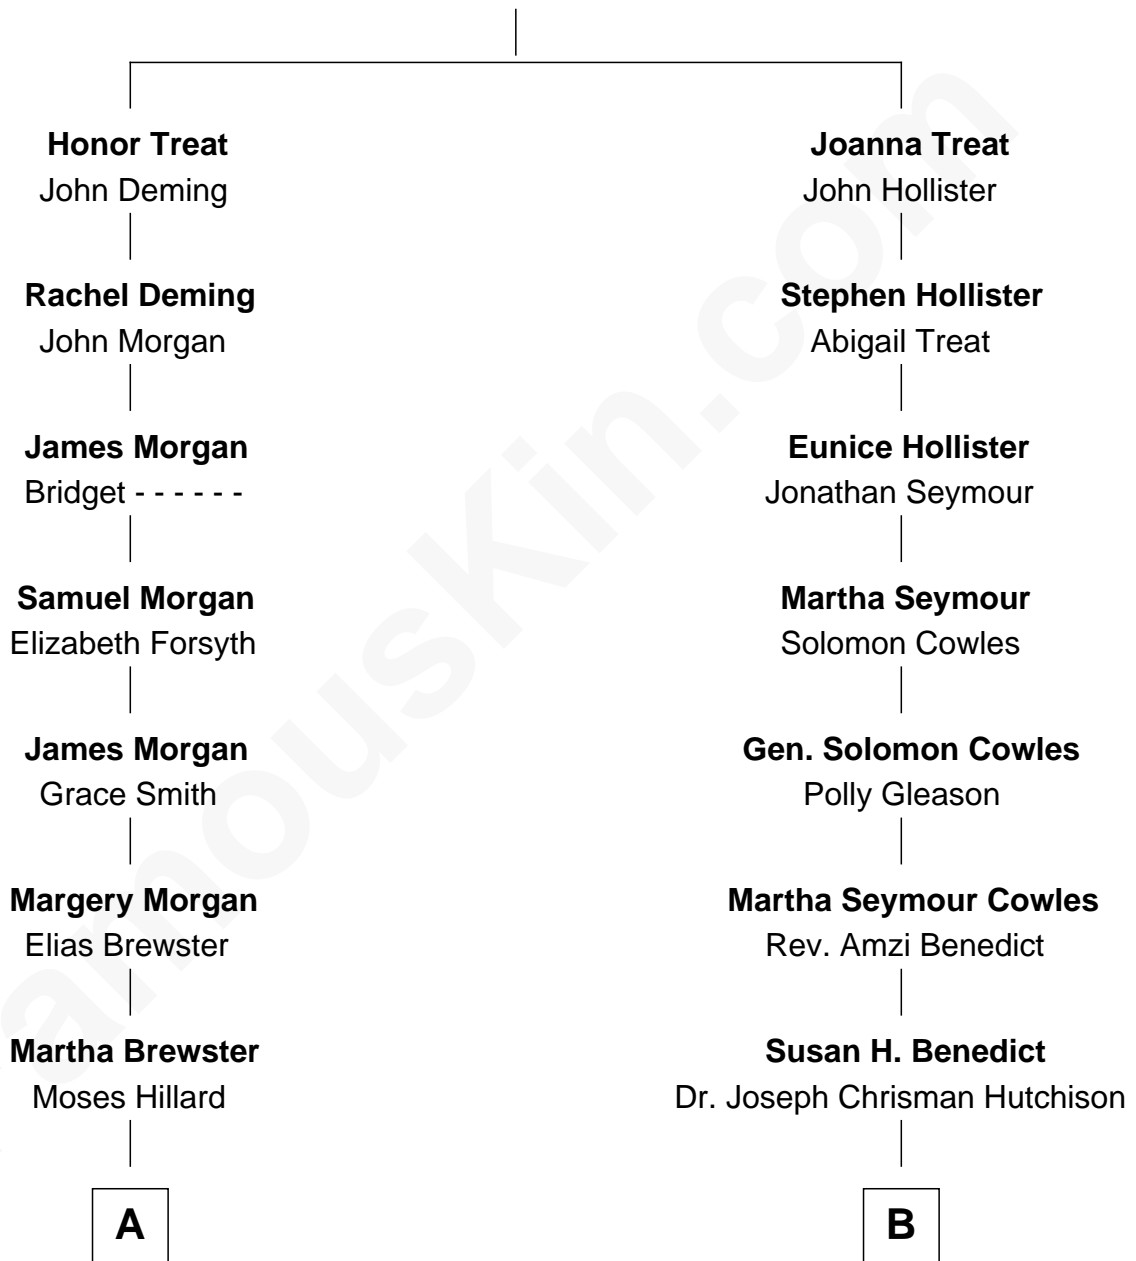 Honor Treat
John Deming
Joanna Treat
John Hollister
Rachel Deming
John Morgan
Stephen Hollister
Abigail Treat
James Morgan
Bridget - - - - - -
Eunice Hollister
Jonathan Seymour
Samuel Morgan
Elizabeth Forsyth
Martha Seymour
Solomon Cowles
James Morgan
Grace Smith
Gen. Solomon Cowles
Polly Gleason
Margery Morgan
Elias Brewster
Martha Seymour Cowles
Rev. Amzi Benedict
Martha Brewster
Moses Hillard
Susan H. Benedict
Dr. Joseph Chrisman Hutchison
A
B
amouskin.com